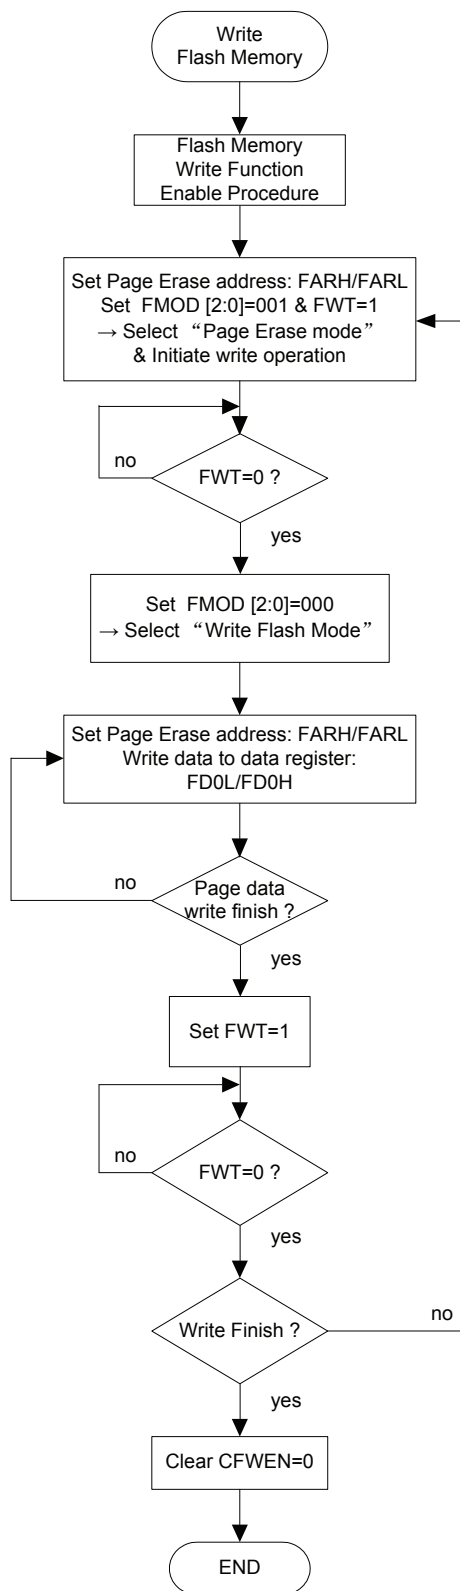 Write
Flash Memory
Flash Memory
Write Function
Enable Procedure
Set Page Erase address: FARH/FARL
Set FMOD [2:0]=001 & FWT=1
→ Select “Page Erase mode”
& Initiate write operation
no
FWT=0 ?
yes
Set FMOD [2:0]=000
→ Select “Write Flash Mode”
Set Page Erase address: FARH/FARL
Write data to data register:
FD0L/FD0H
no
Page data
write finish ?
yes
Set FWT=1
no
FWT=0 ?
yes
Write Finish ?
no
yes
Clear CFWEN=0
END